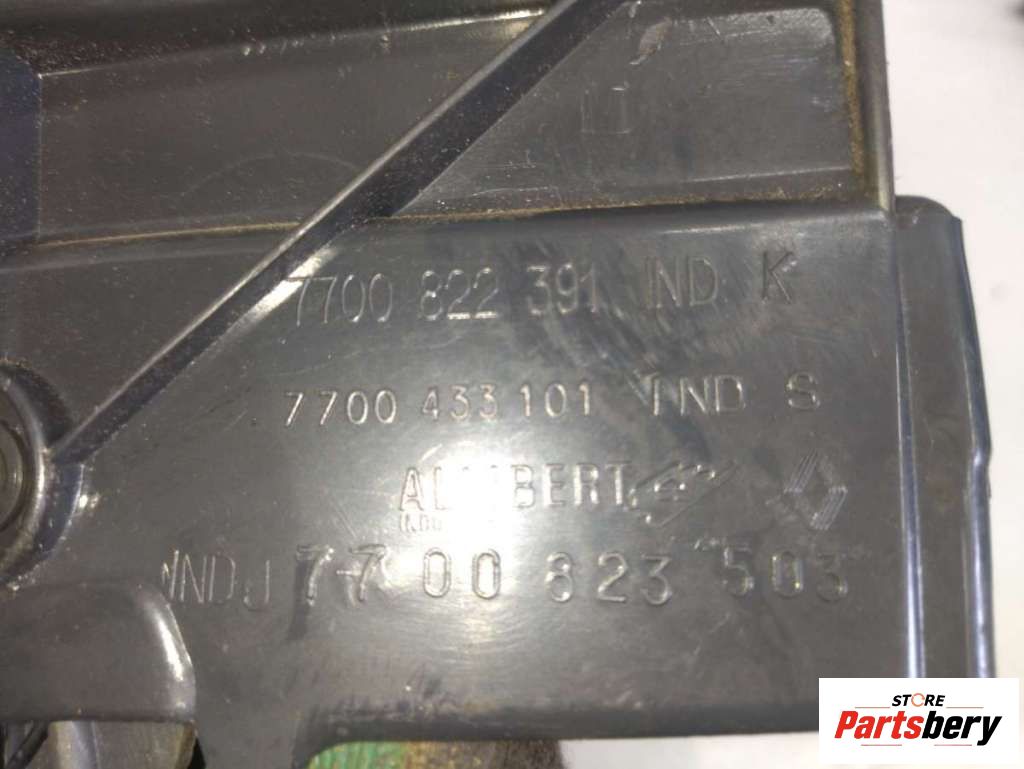 7700 822 391 IND K
7700 433 101 IND S
ALLIBERT
INDJ 7700 823 503
STORE
Partsbery